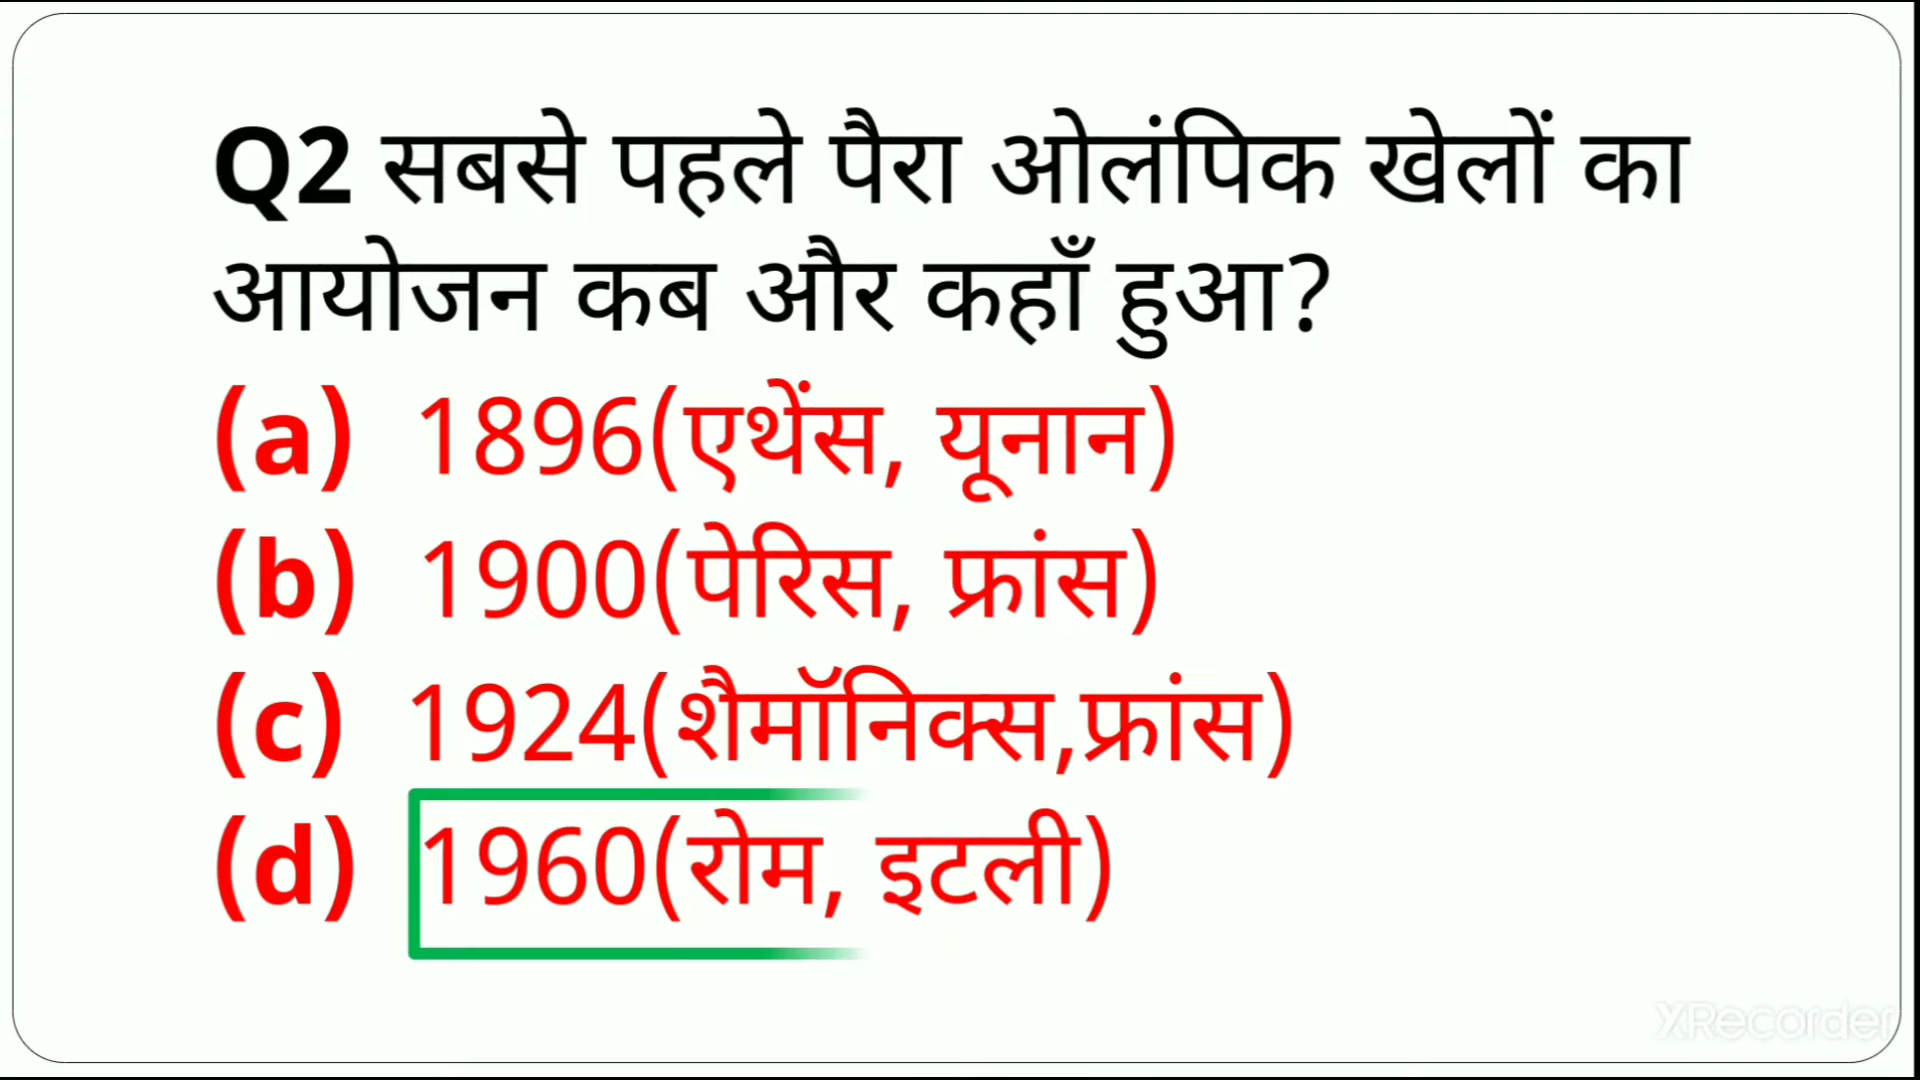 Q2 सबसे पहले पैरा ओलंपिक खेलों का
आयोजन कब और कहाँ हुआ?
(a) 1896(एथेंस, यूनान)
(b) 1900(पेरिस, फ्रांस)
(c) 1924(शैमॉनिक्स,फ्रांस)
(d) 1960(रोम, इटली)
XRecorder